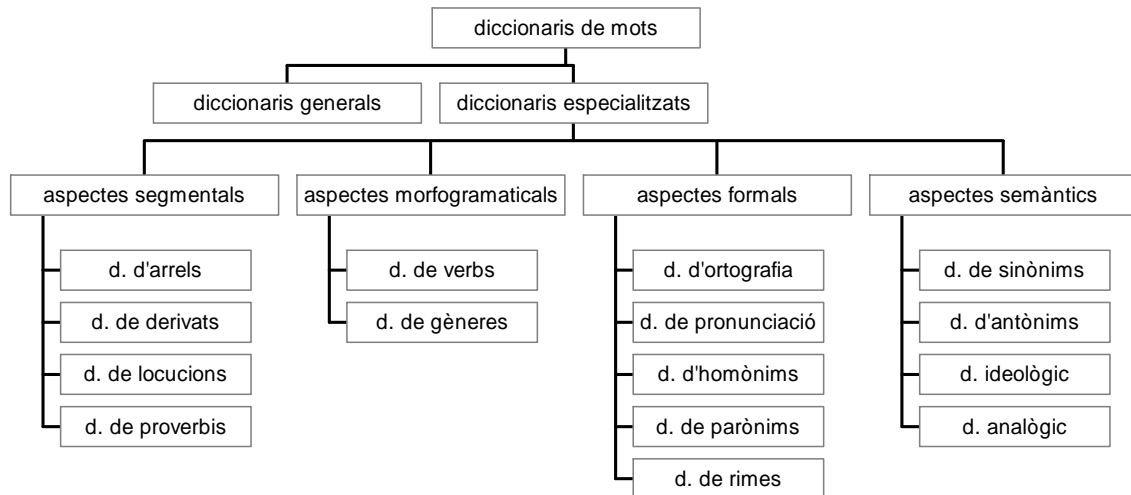 diccionaris de mots
diccionaris generals
diccionaris especialitzats
aspectes segmentals
aspectes morfogramaticals
aspectes formals
aspectes semàntics
d. d'arrels
d. de derivats
d. de locucions
d. de proverbis
d. de verbs
d. de gèneres
d. d'ortografia
d. de pronunciació
d. d'homònims
d. de parònims
d. de rimes
d. de sinònims
d. d'antònims
d. ideològic
d. analògic